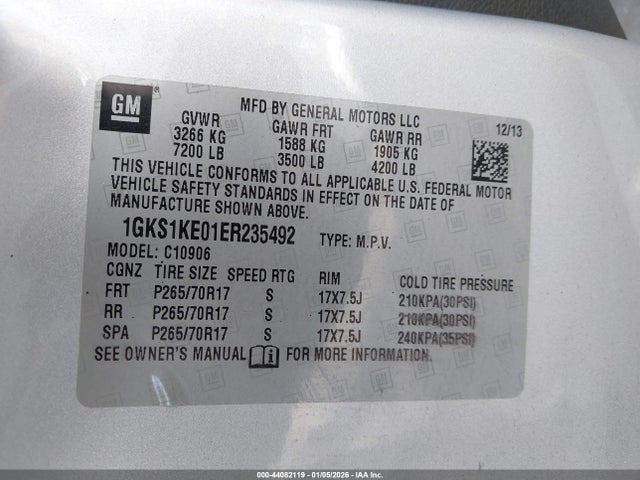 GM
MFD BY GENERAL MOTORS LLC
12/13
GVWR GAWR FRT GAWR RR
3266 KG 1588 KG 1905 KG
7200 LB 3500 LB 4200 LB
THIS VEHICLE CONFORMS TO ALL APPLICABLE U.S. FEDERAL MOTOR
VEHICLE SAFETY STANDARDS IN EFFECT ON THE DATE OF
MANUFACTURE SHOWN ABOVE.
1GKS1KE01ER235492 TYPE: M.P.V.
MODEL: C10906
CGNZ TIRE SIZE SPEED RTG RIM COLD TIRE PRESSURE
FRT P265/70R17 S 17X7.5J 210KPA(30PSI)
RR P265/70R17 S 17X7.5J 210KPA(30PSI)
SPA P265/70R17 S 17X7.5J 240KPA(35PSI)
SEE OWNER'S MANUAL i FOR MORE INFORMATION.
000-44082119 - 01/05/2026 - IAA Inc.